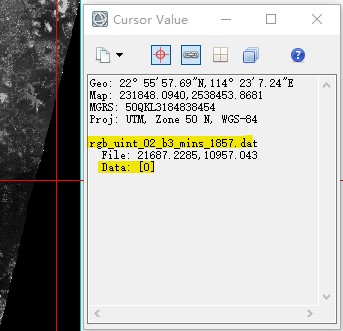 Cursor Value
Geo: 22° 55'57.69"N,114° 23'7.24"E
Map: 231848.0940,2538453.8681
MGRS: 50QKL3184838454
Proj: UTM, Zone 50 N, WGS-84
rgb_uint_02_b3_mins_1857.dat
File: 21687.2285,10957.043
Data: [0]